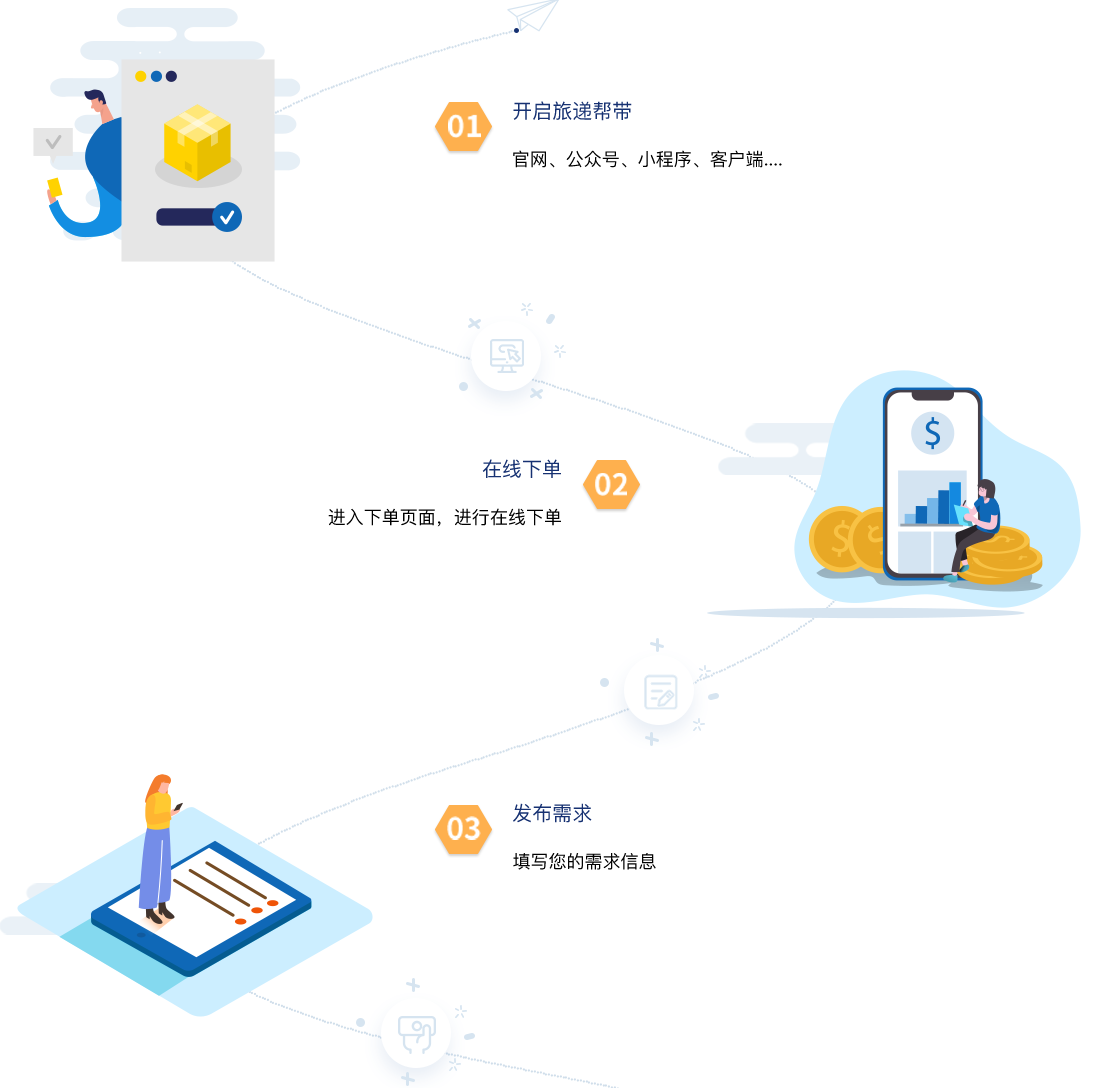 01
开启旅递帮带
官网、公众号、小程序、客户端....
$
在线下单
02
进入下单页面，进行在线下单
$
03
发布需求
填写您的需求信息